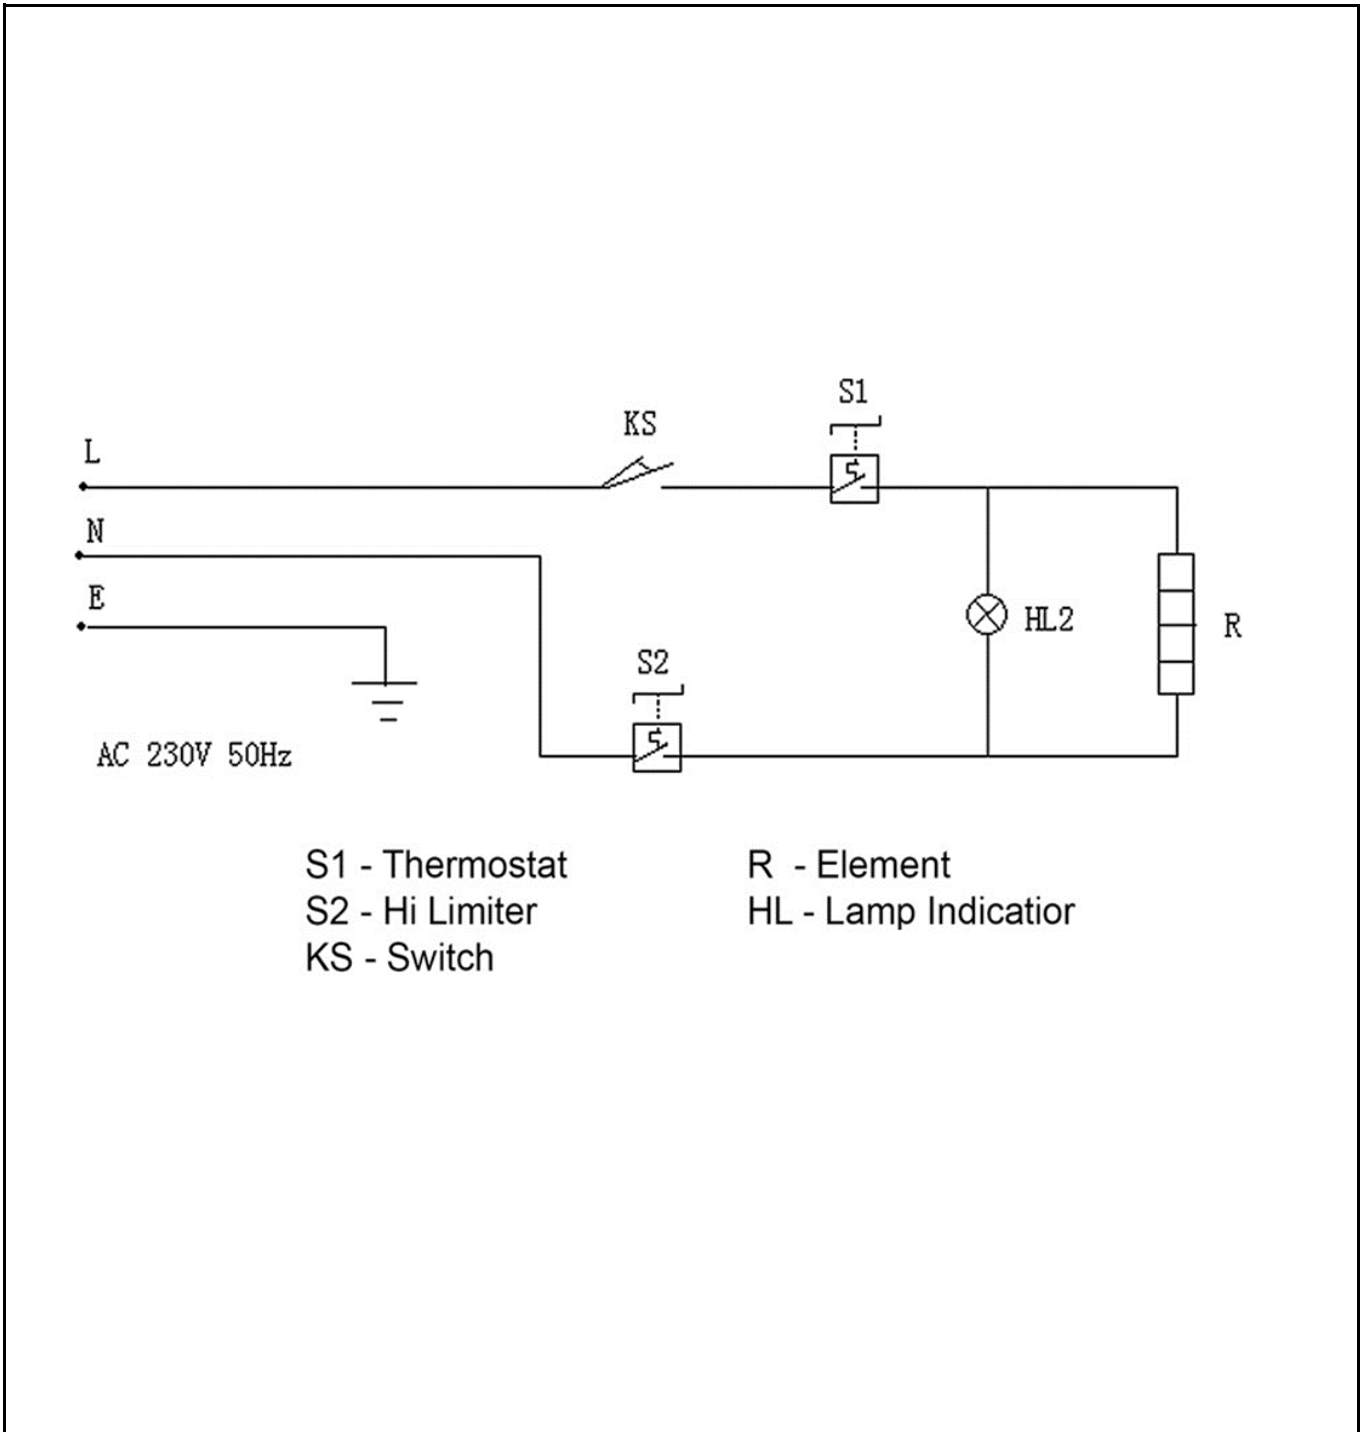 S1
KS
L
N
E
HL2
R
S2
AC 230V 50Hz
S1 - Thermostat
R - Element
S2 - Hi Limiter
HL - Lamp Indicatior
KS - Switch